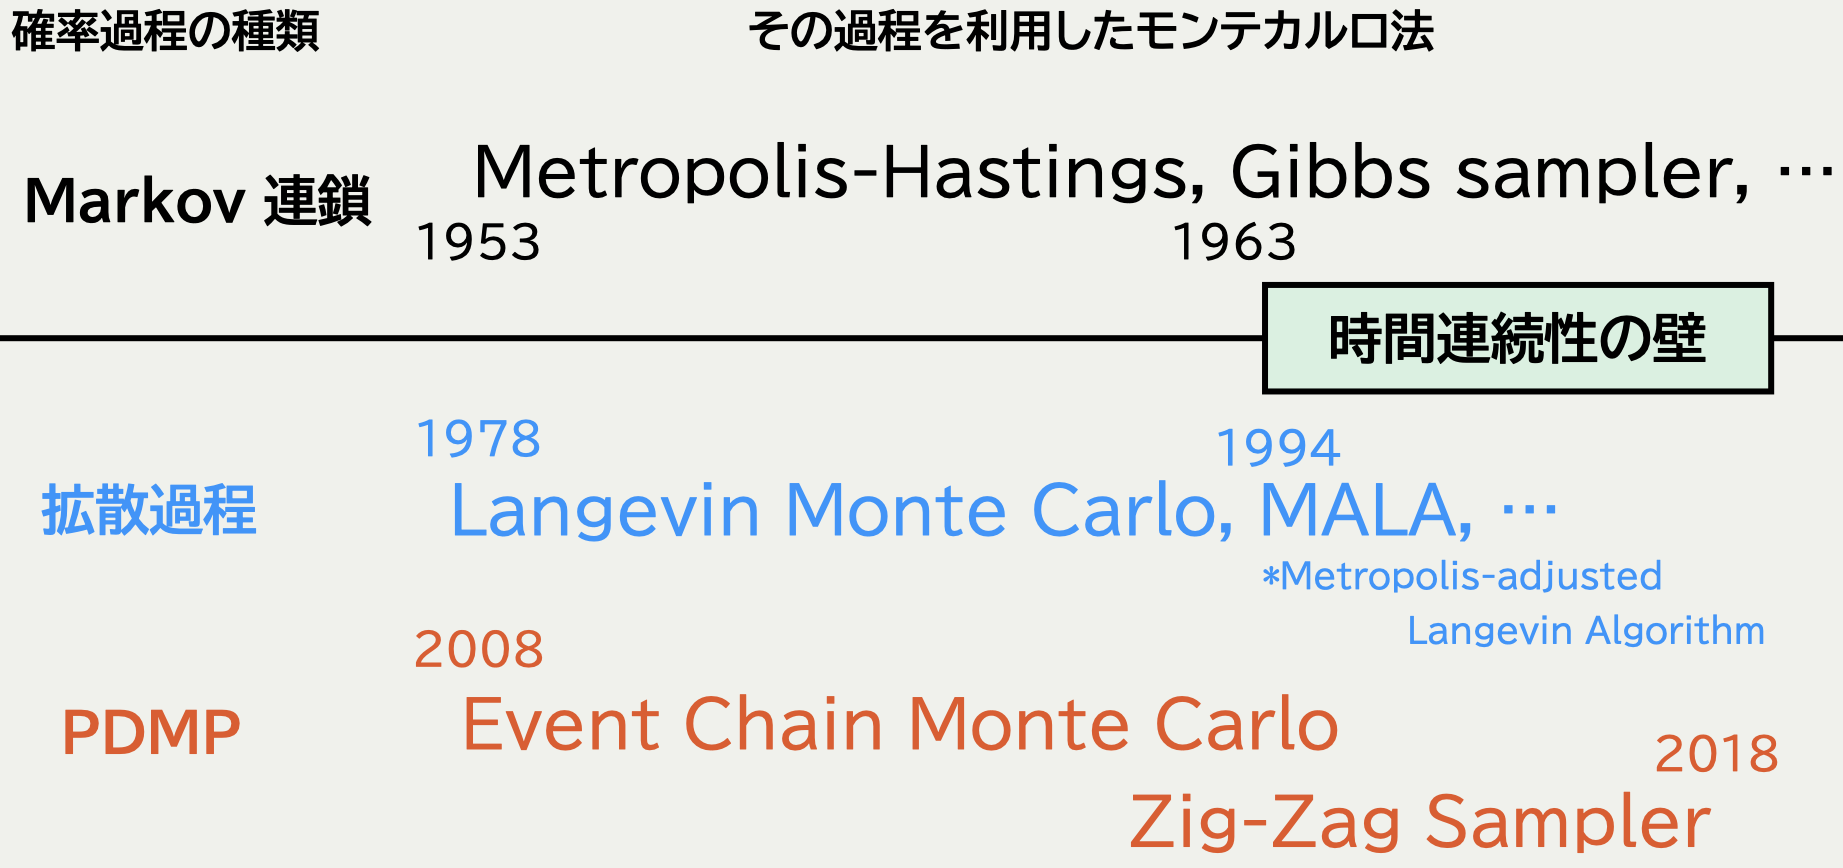 確率過程の種類
その過程を利用したモンテカルロ法
Markov 連鎖
Metropolis-Hastings, Gibbs sampler, …
1953
1963
時間連続性の壁
1978
1994
拡散過程
Langevin Monte Carlo, MALA, …
*Metropolis-adjusted
Langevin Algorithm
2008
PDMP
Event Chain Monte Carlo
2018
Zig-Zag Sampler